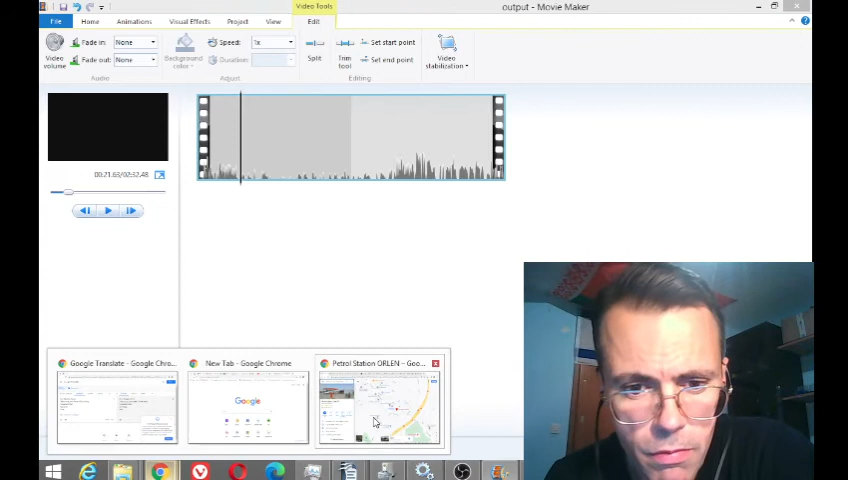 Video Tools
output - Movie Maker
File
Home
Animations
Visual Effects
Project
View
Edit
Video volume
Fade in: None
Fade out: None
Audio
Background color
Speed: 1x
Duration:
Adjust
Split
Trim tool
Set start point
Set end point
Editing
Video stabilization
00:21.63/02:32.48
Google Translate - Google Chro...
New Tab - Google Chrome
Petrol Station ORLEN – Goo...
Google